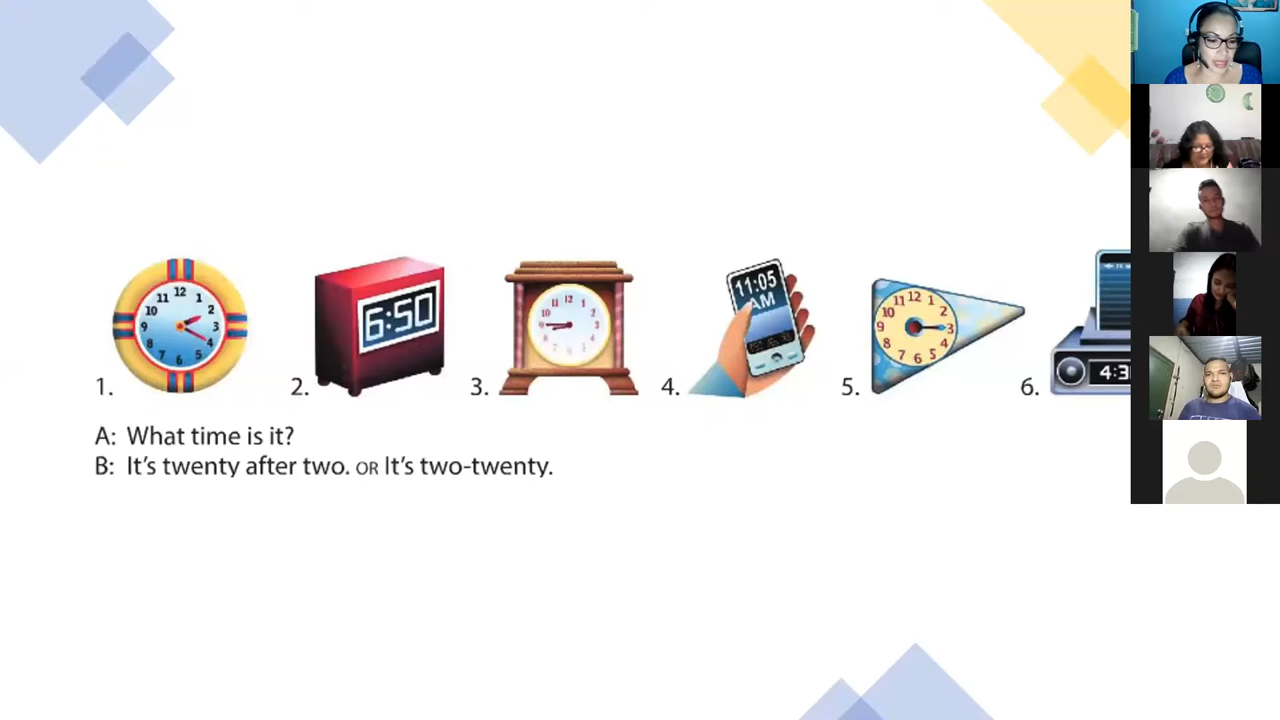 1.
2. 6:50
3.
4. 11:05 AM
5.
6.
A: What time is it?
B: It's twenty after two. OR It's two-twenty.